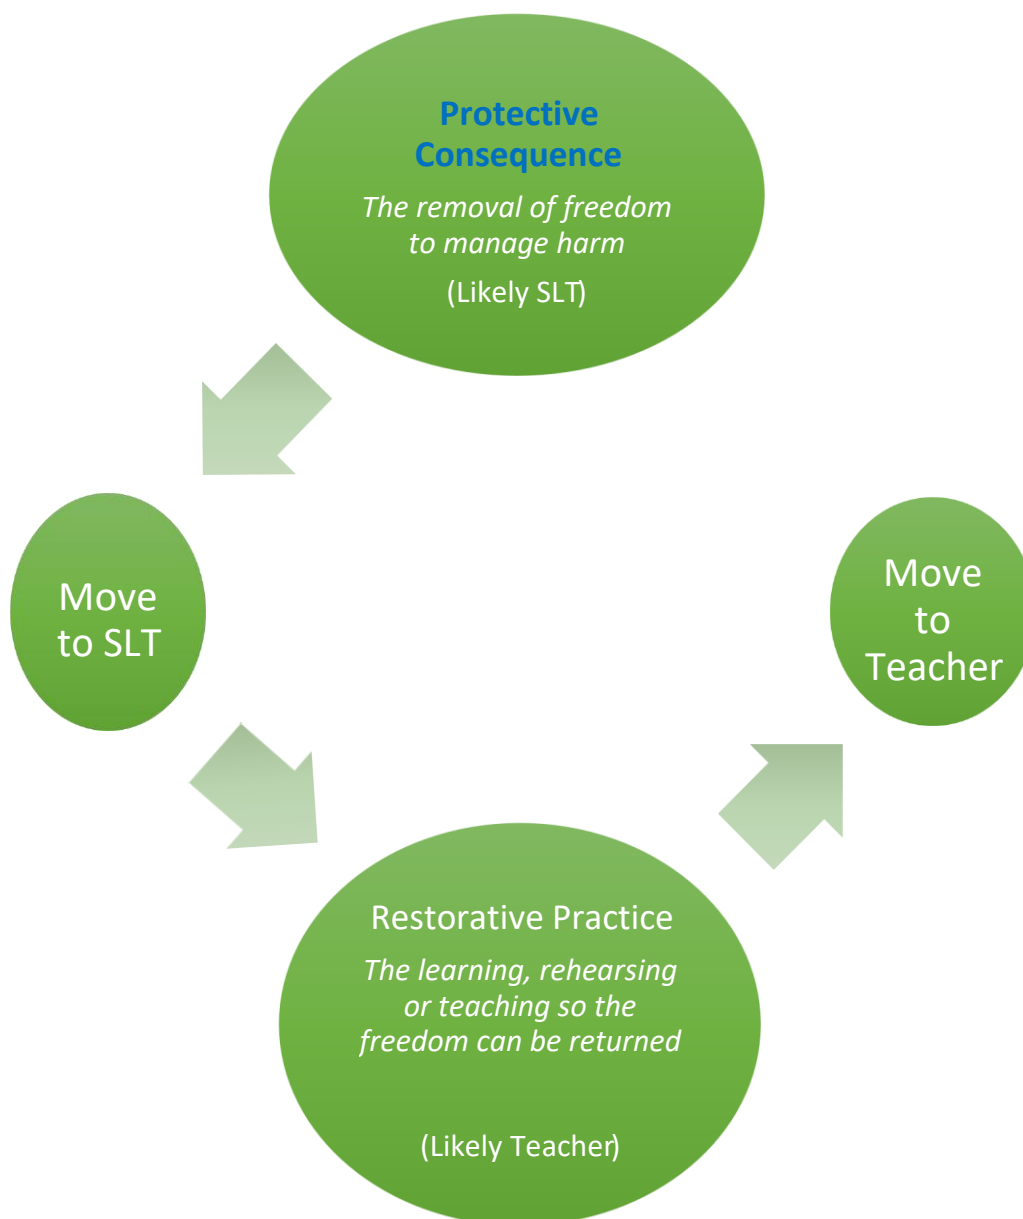 Protective
Consequence
The removal of freedom
to manage harm
(Likely SLT)
Move
to SLT
Move
to
Teacher
Restorative Practice
The learning, rehearsing
or teaching so the
freedom can be returned
(Likely Teacher)